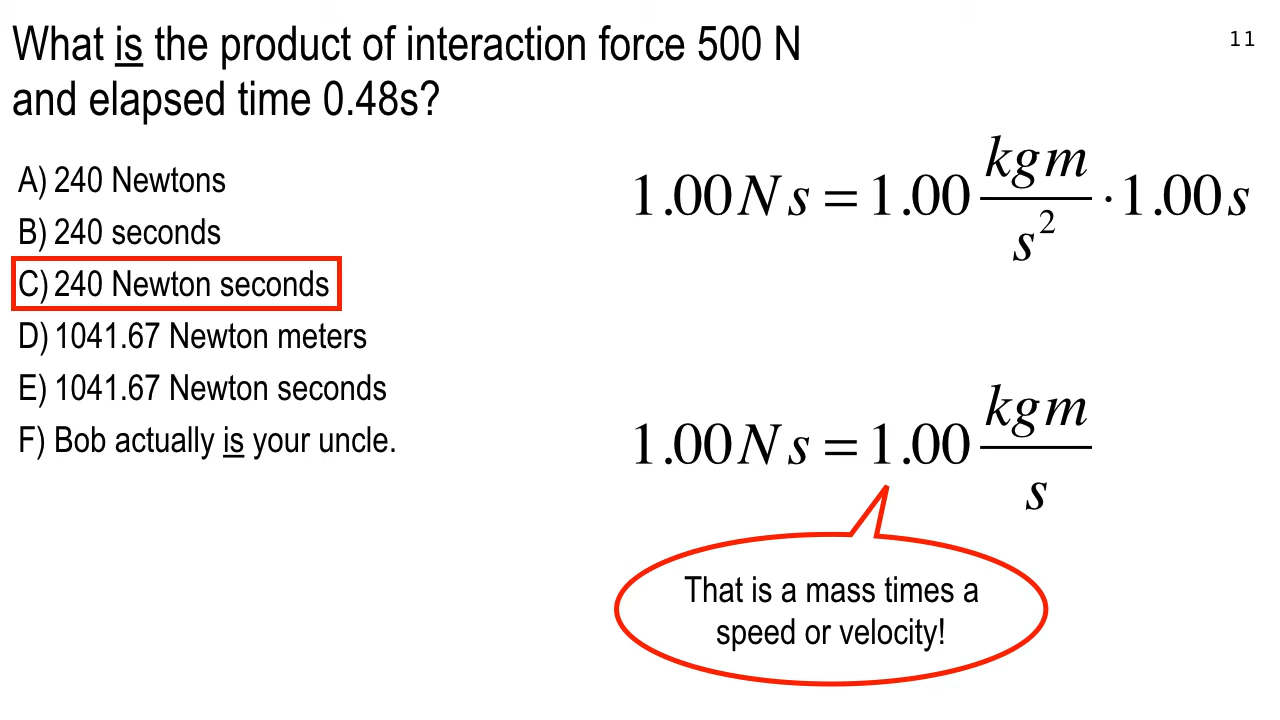 What is the product of interaction force 500 N
and elapsed time 0.48s?
11
A) 240 Newtons
B) 240 seconds
C) 240 Newton seconds
D) 1041.67 Newton meters
E) 1041.67 Newton seconds
F) Bob actually is your uncle.
1.00 N s = 1.00 kg m / s² · 1.00 s
1.00 N s = 1.00 kg m / s
That is a mass times a
speed or velocity!